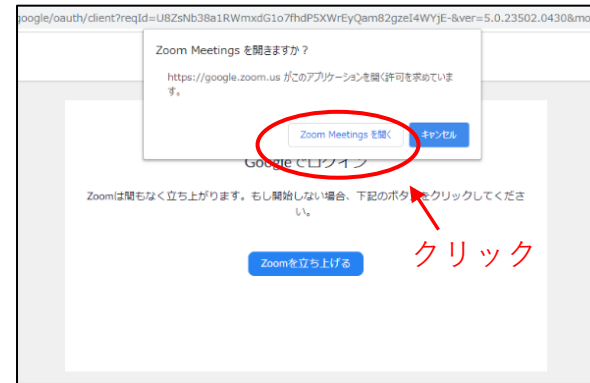 google/oauth/client?reqId=U8ZsNb38a1RWmxdG1o7fhdP5XWrEyQam82gzeI4WYjE-&ver=5.0.23502.0430&mo
Zoom Meetings を開きますか？
https://google.zoom.us がこのアプリケーションを開く許可を求めていま
す。
Zoom Meetings を開く キャンセル
Google でログイン
Zoomは間もなく立ち上がります。もし開始しない場合、下記のボタンをクリックしてくださ
い。
クリック
Zoomを立ち上げる